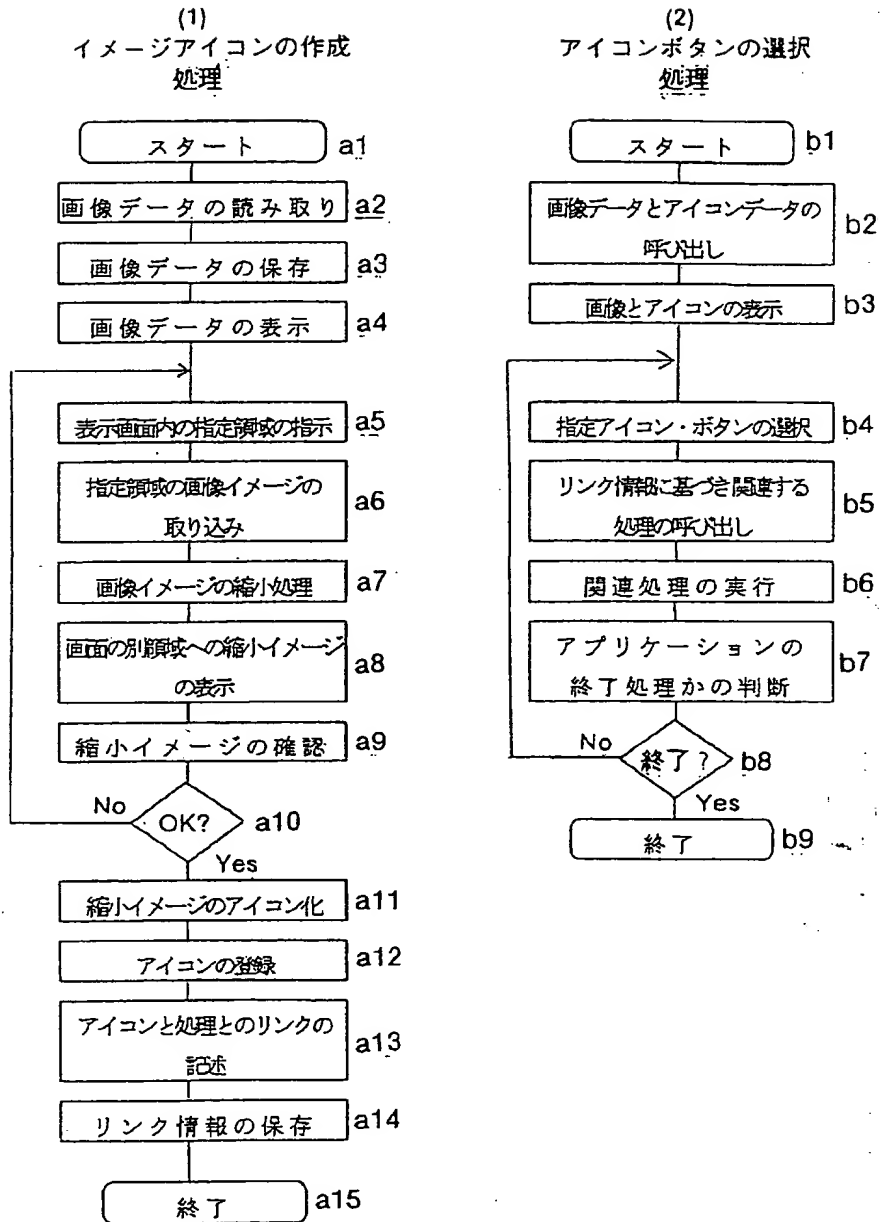 (1)
イメージアイコンの作成
処理
スタート a1
画像データの読み取り a2
画像データの保存 a3
画像データの表示 a4
表示画面内の指定領域の指示 a5
指定領域の画像イメージの
取り込み
a6
画像イメージの縮小処理 a7
画面の別領域への縮小イメージ
の表示
a8
縮小イメージの確認 a9
No
OK?
a10
Yes
縮小イメージのアイコン化 a11
アイコンの登録 a12
アイコンと処理とのリンクの
記述
a13
リンク情報の保存 a14
終了 a15
(2)
アイコンボタンの選択
処理
スタート b1
画像データとアイコンデータの
呼び出し
b2
画像とアイコンの表示 b3
指定アイコン・ボタンの選択 b4
リンク情報に基づき関連する
処理の呼び出し
b5
関連処理の実行 b6
アプリケーションの
終了処理かの判断
b7
No
終了?
b8
Yes
終了 b9